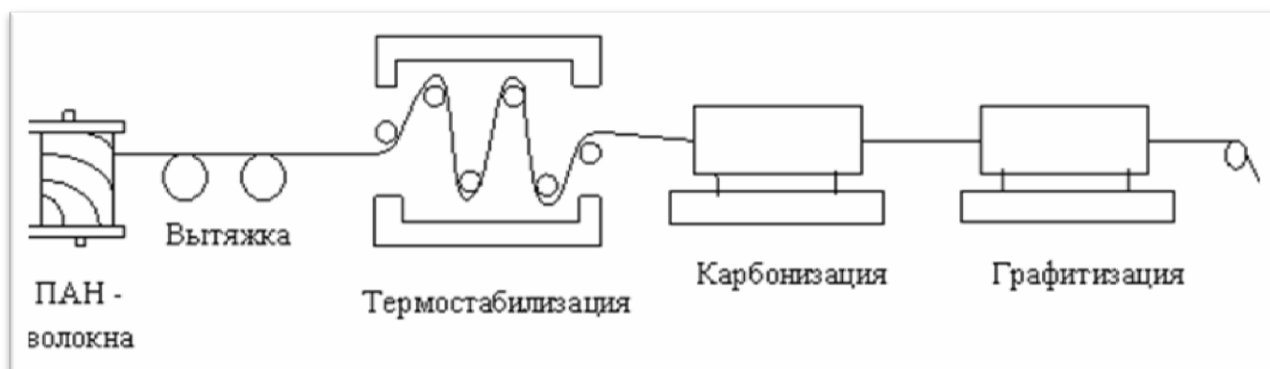 ПАН -
волокна
Вытяжка
Термостабилизация
Карбонизация
Графитизация